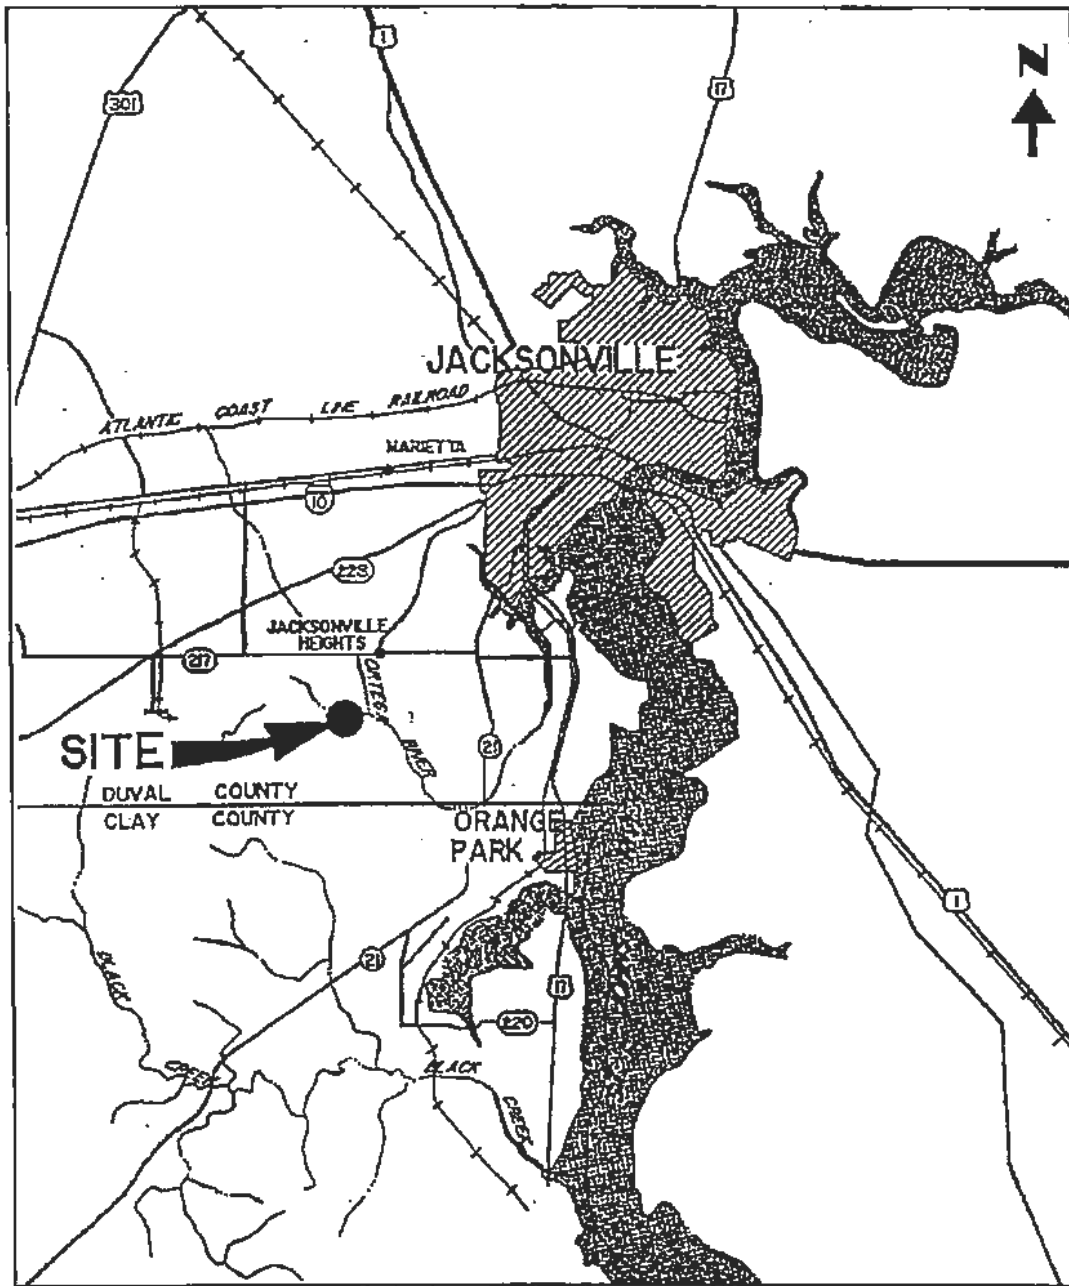 1
17
301
N
JACKSONVILLE
ATLANTIC COAST LINE RAILROAD
MARIETTA
10
228
JACKSONVILLE
HEIGHTS
217
ORTEGA RIVER
SITE
21
DUVAL COUNTY
CLAY COUNTY
ORANGE
PARK
1
21
17
BLACK CREEK
220
BLACK CREEK